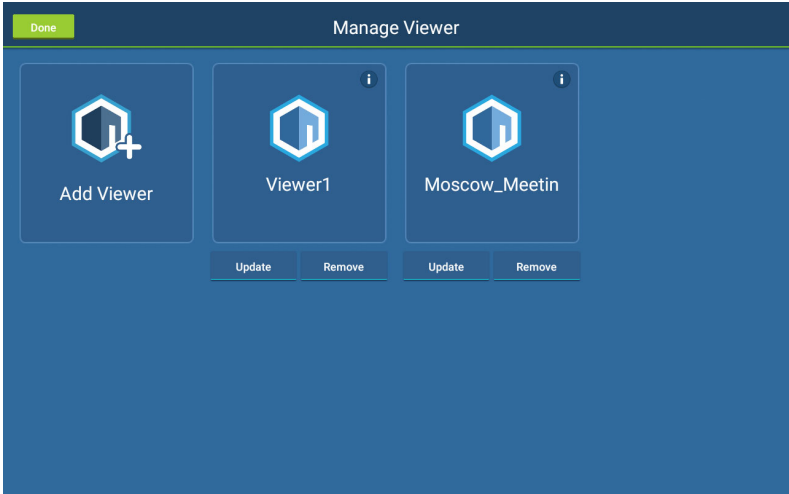 Done
Manage Viewer
Add Viewer
Viewer1
Moscow_Meetin
Update Remove Update Remove